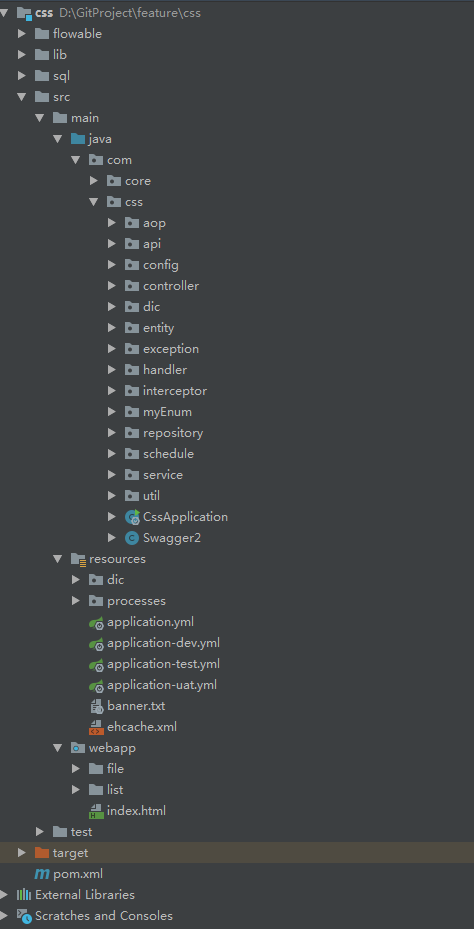 css D:\GitProject\feature\css
flowable
lib
sql
src
main
java
com
core
css
aop
api
config
controller
dic
entity
exception
handler
interceptor
myEnum
repository
schedule
service
util
CssApplication
Swagger2
resources
dic
processes
application.yml
application-dev.yml
application-test.yml
application-uat.yml
banner.txt
ehcache.xml
webapp
file
list
index.html
test
target
pom.xml
External Libraries
Scratches and Consoles